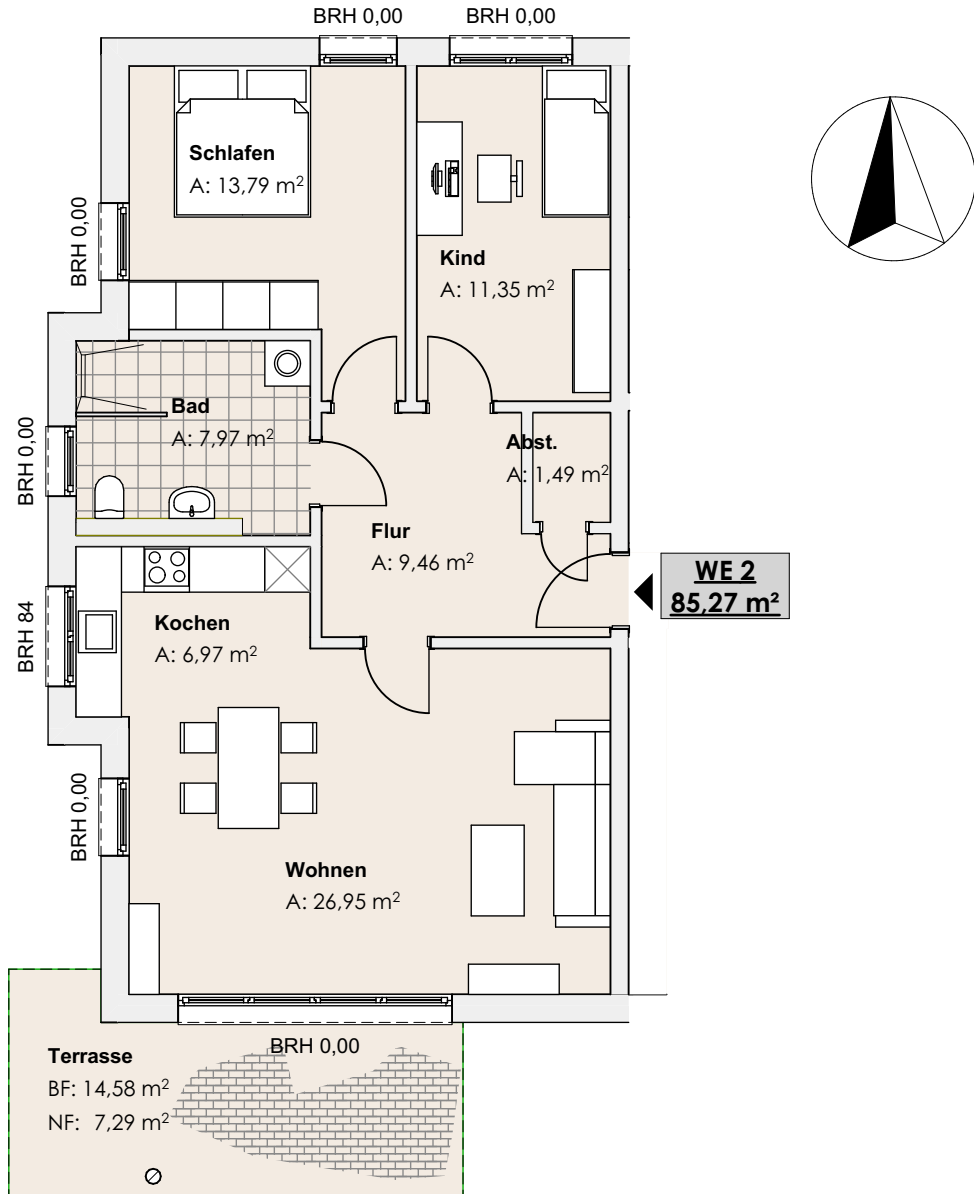 BRH 0,00
BRH 0,00
Schlafen
A: 13,79 m²
BRH 0,00
Kind
A: 11,35 m²
Bad
A: 7,97 m²
BRH 0,00
Abst.
A: 1,49 m²
Flur
A: 9,46 m²
WE 2
85,27 m²
BRH 84
Kochen
A: 6,97 m²
BRH 0,00
Wohnen
A: 26,95 m²
BRH 0,00
Terrasse
BF: 14,58 m²
NF: 7,29 m²